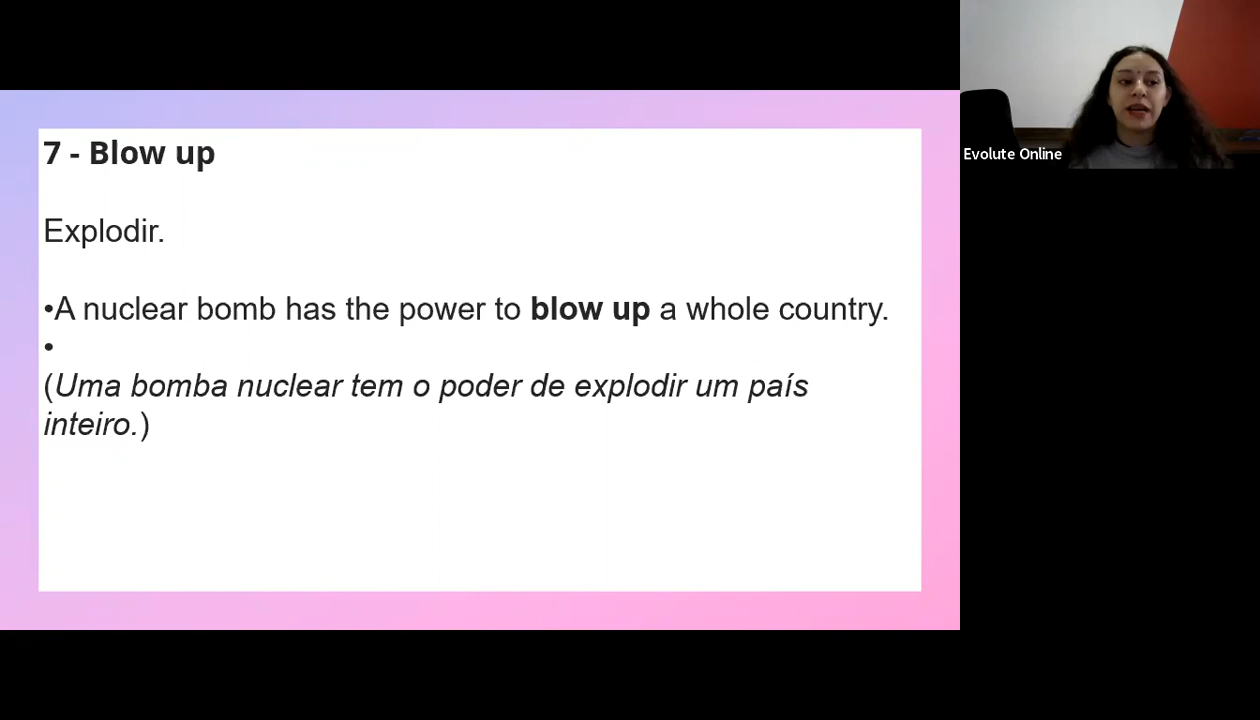 7 - Blow up
Explodir.
•A nuclear bomb has the power to blow up a whole country.
•
(Uma bomba nuclear tem o poder de explodir um país
inteiro.)
Evolute Online